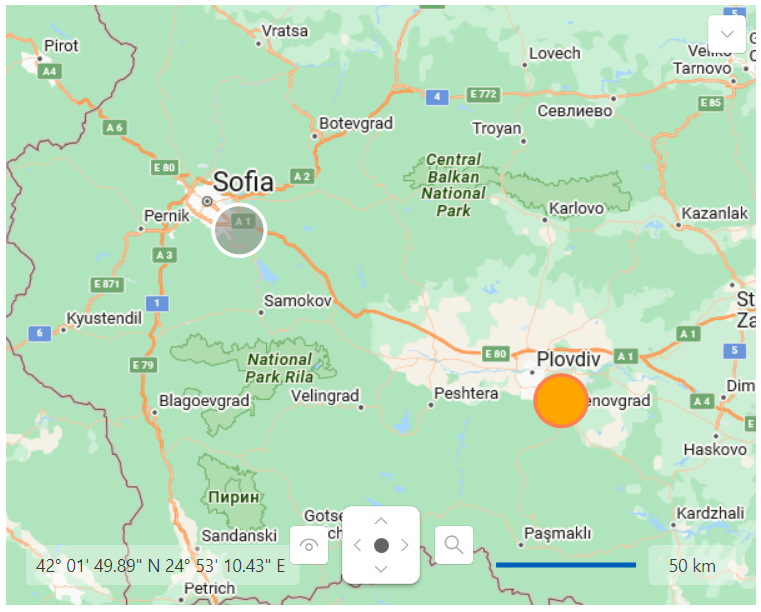 Vratsa
5
Pirot
Lovech
Tarnovo
A4
4
E 772
E 85
Севлиево
A 6
Botevgrad
Troyan
Central
Balkan
National
Park
E 80
A 2
Sofia
Karlovo
Kazanlak
Pernik
A 1
A 3
E 871
1
Samokov
St
Za
Kyustendil
6
A 1
5
E 79
National
Park Rila
E 80
Plovdiv
A 1
Blagoevgrad
Velingrad
Peshtera
enovgrad
A 4
Dim
E
Haskovo
Пирин
Gotse
Kardzhali
Sandanski
Paşmaklı
42° 01' 49.89" N 24° 53' 10.43" E
50 km
Petrich